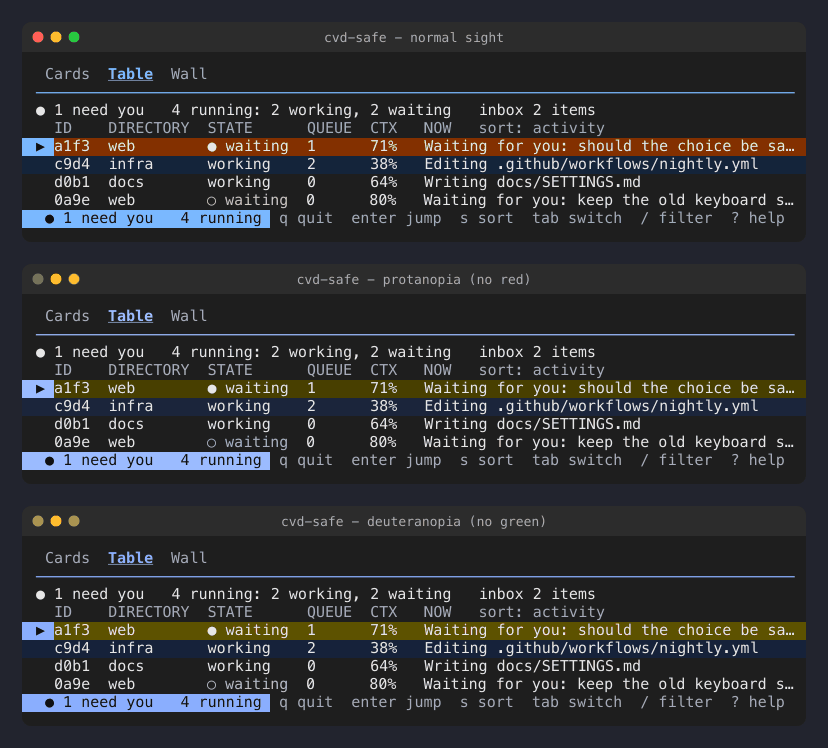 cvd-safe – normal sight
Cards Table Wall
● 1 need you 4 running: 2 working, 2 waiting inbox 2 items
ID DIRECTORY STATE QUEUE CTX NOW sort: activity
▶ a1f3 web ● waiting 1 71% Waiting for you: should the choice be sa…
c9d4 infra working 2 38% Editing .github/workflows/nightly.yml
d0b1 docs working 0 64% Writing docs/SETTINGS.md
0a9e web ○ waiting 0 80% Waiting for you: keep the old keyboard s…
● 1 need you 4 running q quit enter jump s sort tab switch / filter ? help
cvd-safe – protanopia (no red)
Cards Table Wall
● 1 need you 4 running: 2 working, 2 waiting inbox 2 items
ID DIRECTORY STATE QUEUE CTX NOW sort: activity
▶ a1f3 web ● waiting 1 71% Waiting for you: should the choice be sa…
c9d4 infra working 2 38% Editing .github/workflows/nightly.yml
d0b1 docs working 0 64% Writing docs/SETTINGS.md
0a9e web ○ waiting 0 80% Waiting for you: keep the old keyboard s…
● 1 need you 4 running q quit enter jump s sort tab switch / filter ? help
cvd-safe – deuteranopia (no green)
Cards Table Wall
● 1 need you 4 running: 2 working, 2 waiting inbox 2 items
ID DIRECTORY STATE QUEUE CTX NOW sort: activity
▶ a1f3 web ● waiting 1 71% Waiting for you: should the choice be sa…
c9d4 infra working 2 38% Editing .github/workflows/nightly.yml
d0b1 docs working 0 64% Writing docs/SETTINGS.md
0a9e web ○ waiting 0 80% Waiting for you: keep the old keyboard s…
● 1 need you 4 running q quit enter jump s sort tab switch / filter ? help